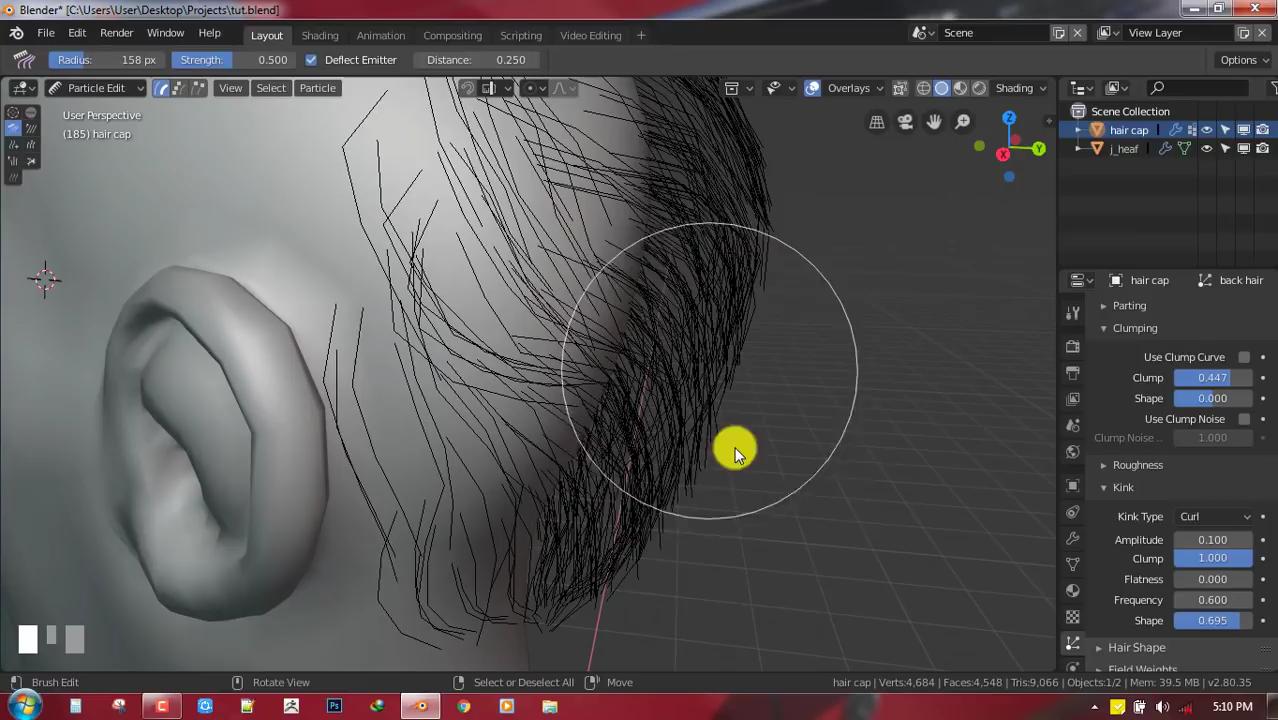 Blender* [C:\Users\User\Desktop\Projects\tut.blend]
File Edit Render Window Help Layout Shading Animation Compositing Scripting Video Editing Scene View Layer
Radius: 158 px Strength: 0.500 Deflect Emitter Distance: 0.250 Options
Particle Edit View Select Particle Overlays Shading
User Perspective
(185) hair cap
Z
Y
X
Scene Collection
hair cap
j_heaf
hair cap back hair
Parting
Clumping
Use Clump Curve
Clump 0.447
Shape 0.000
Use Clump Noise
Clump Noise .. 1.000
Roughness
Kink
Kink Type Curl
Amplitude 0.100
Clump 1.000
Flatness 0.000
Frequency 0.600
Shape 0.695
Hair Shape
Field Weights
Brush Edit Rotate View Select or Deselect All Move hair cap | Verts:4,684 | Faces:4,548 | Tris:9,066 | Objects:1/2 | Mem: 39.5 MB | v2.80.35
5:10 PM